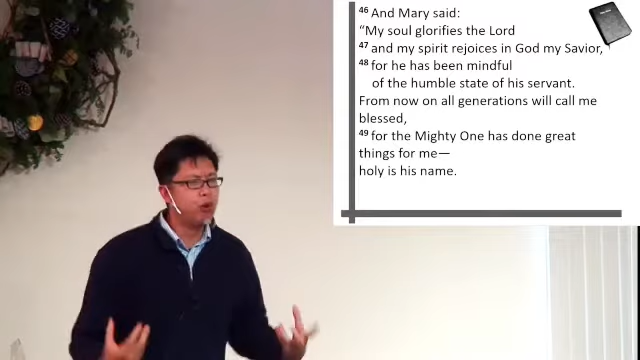 46 And Mary said:
“My soul glorifies the Lord
47 and my spirit rejoices in God my Savior,
48 for he has been mindful
of the humble state of his servant.
From now on all generations will call me
blessed,
49 for the Mighty One has done great
things for me—
holy is his name.